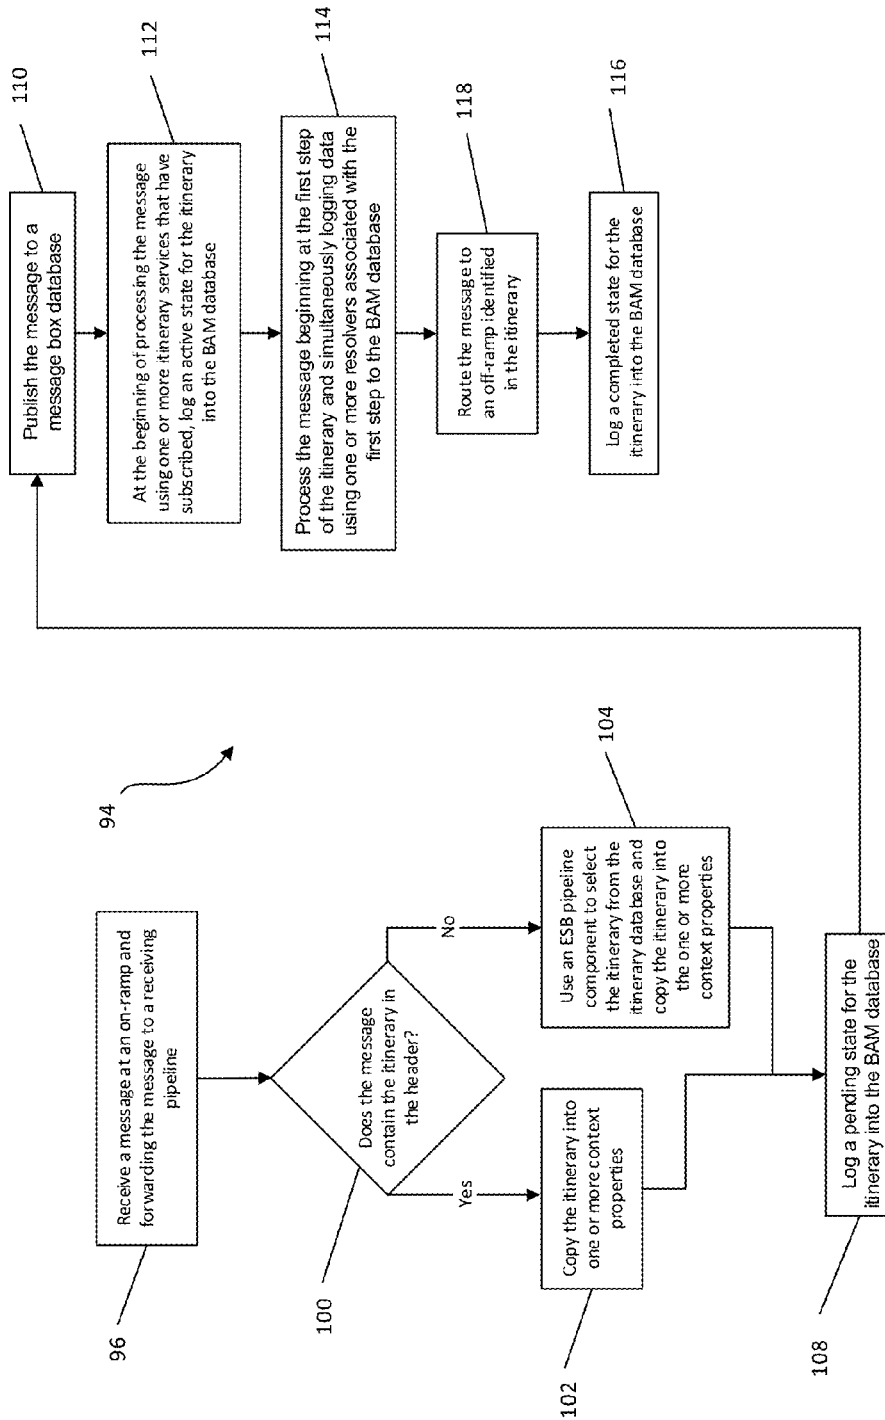 94
96
Receive a message at an on-ramp and
forwarding the message to a receiving
pipeline
100
Does the message
contain the itinerary in
the header?
Yes
No
102
Copy the itinerary into
one or more context
properties
104
Use an ESB pipeline
component to select
the itinerary from the
itinerary database and
copy the itinerary into
the one or more
context properties
108
Log a pending state for the
itinerary into the BAM database
110
Publish the message to a
message box database
112
At the beginning of processing the message
using one or more itinerary services that have
subscribed, log an active state for the itinerary
into the BAM database
114
Process the message beginning at the first step
of the itinerary and simultaneously logging data
using one or more resolvers associated with the
first step to the BAM database
118
Route the message to
an off-ramp identified
in the itinerary
116
Log a completed state for the
itinerary into the BAM database